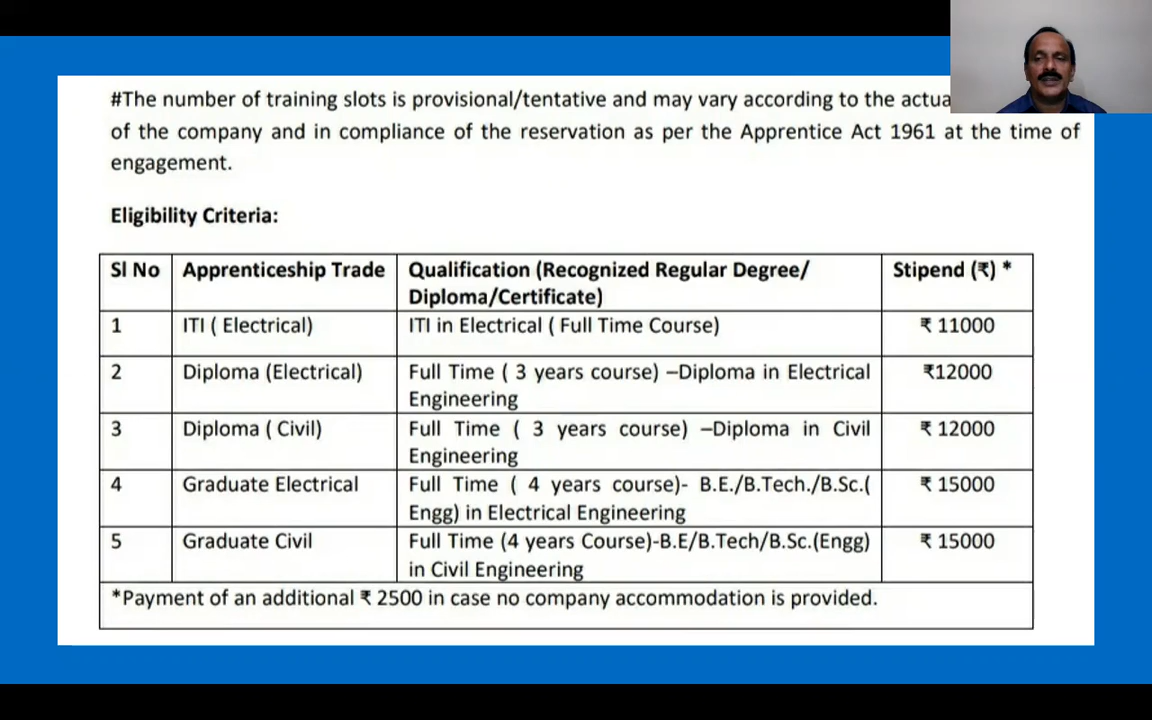 #The number of training slots is provisional/tentative and may vary according to the
of the company and in compliance of the reservation as per the Apprentice Act 1961 at the time of
engagement.
Eligibility Criteria:
Sl No Apprenticeship Trade Qualification (Recognized Regular Degree/ Stipend (₹) *
Diploma/Certificate)
1 ITI ( Electrical) ITI in Electrical ( Full Time Course) ₹ 11000
2 Diploma (Electrical) Full Time ( 3 years course) –Diploma in Electrical ₹12000
Engineering
3 Diploma ( Civil) Full Time ( 3 years course) –Diploma in Civil ₹ 12000
Engineering
4 Graduate Electrical Full Time ( 4 years course)- B.E./B.Tech./B.Sc.( ₹ 15000
Engg) in Electrical Engineering
5 Graduate Civil Full Time (4 years Course)-B.E/B.Tech/B.Sc.(Engg) ₹ 15000
in Civil Engineering
*Payment of an additional ₹ 2500 in case no company accommodation is provided.